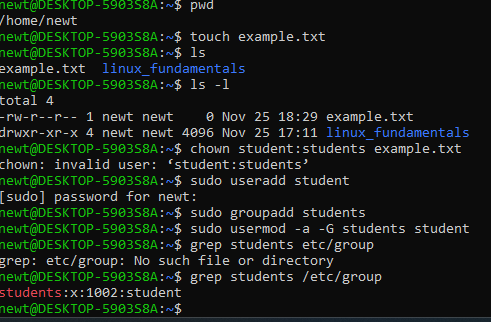 newt@DESKTOP-5903S8A:~$ pwd
/home/newt
newt@DESKTOP-5903S8A:~$ touch example.txt
newt@DESKTOP-5903S8A:~$ ls
example.txt  linux_fundamentals
newt@DESKTOP-5903S8A:~$ ls -l
total 4
-rw-r--r-- 1 newt newt    0 Nov 25 18:29 example.txt
drwxr-xr-x 4 newt newt 4096 Nov 25 17:11 linux_fundamentals
newt@DESKTOP-5903S8A:~$ chown student:students example.txt
chown: invalid user: ‘student:students’
newt@DESKTOP-5903S8A:~$ sudo useradd student
[sudo] password for newt:
newt@DESKTOP-5903S8A:~$ sudo groupadd students
newt@DESKTOP-5903S8A:~$ sudo usermod -a -G students student
newt@DESKTOP-5903S8A:~$ grep students etc/group
grep: etc/group: No such file or directory
newt@DESKTOP-5903S8A:~$ grep students /etc/group
students:x:1002:student
newt@DESKTOP-5903S8A:~$